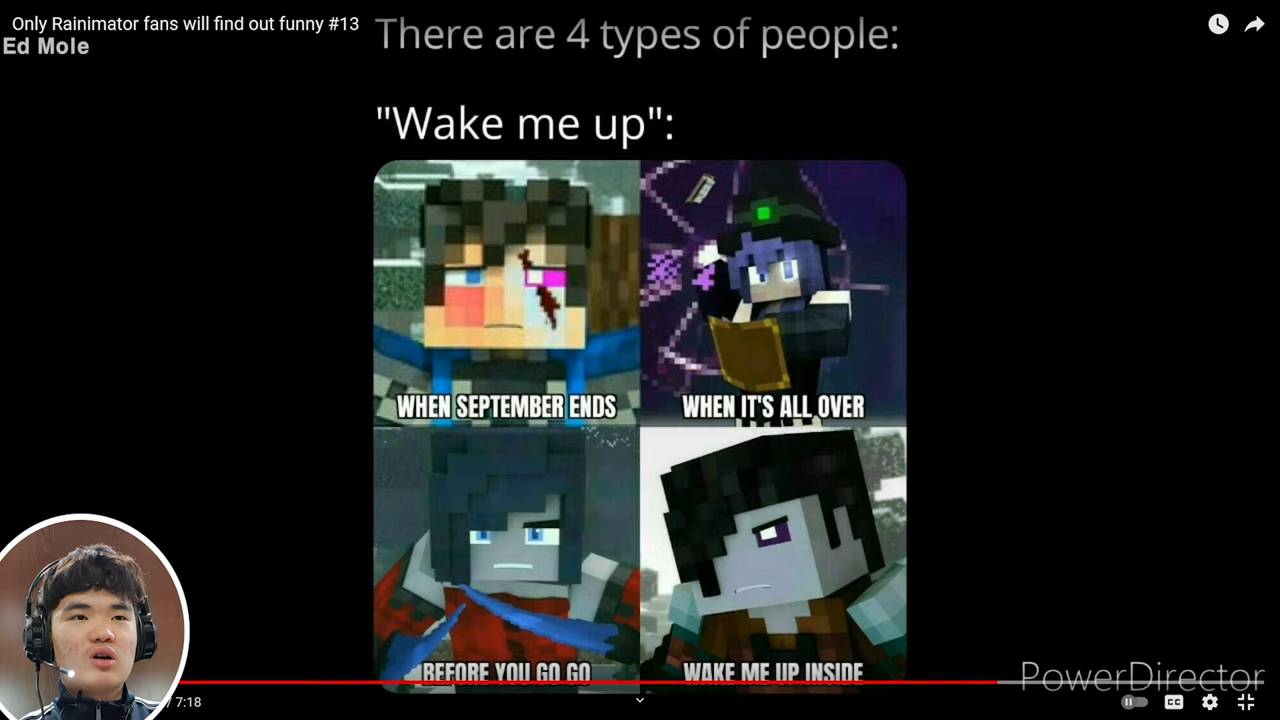 Only Rainimator fans will find out funny #13
Ed Mole
There are 4 types of people:
"Wake me up":
WHEN SEPTEMBER ENDS
WHEN IT'S ALL OVER
BEFORE YOU GO GO
WAKE ME UP INSIDE
PowerDirector
/ 7:18
CC